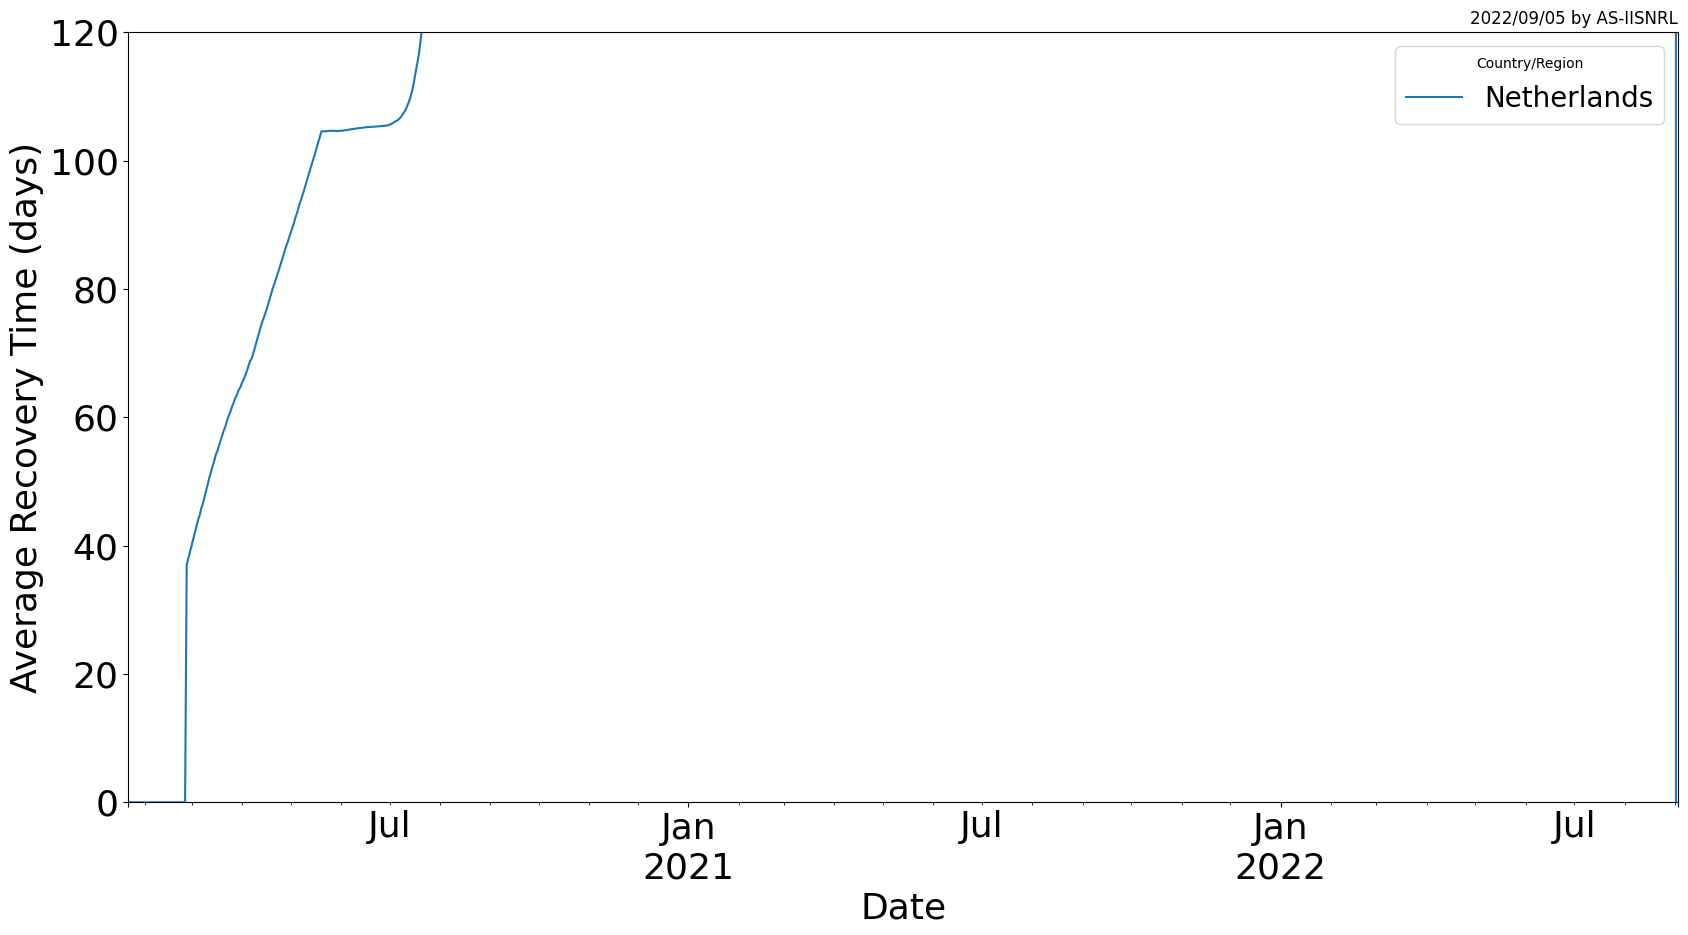 2022/09/05 by AS-IISNRL
Country/Region
Netherlands
Average Recovery Time (days)
120
100
80
60
40
20
0
Jul
Jan
2021
Jul
Jan
2022
Jul
Date